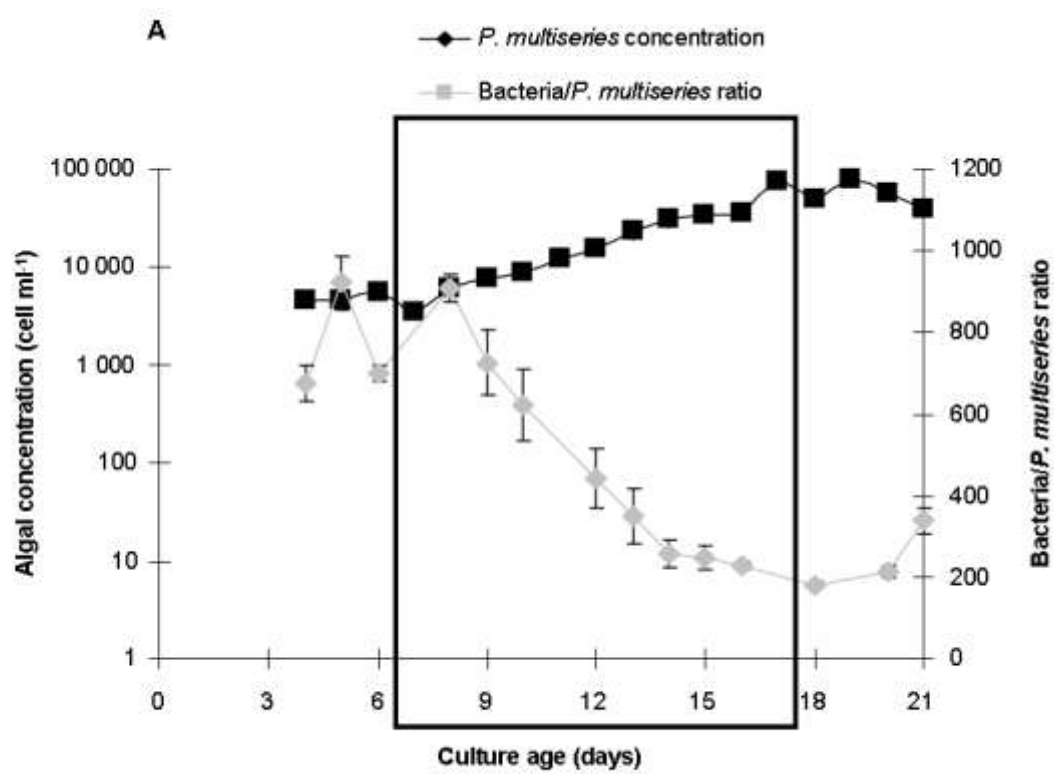 A
P. multiseries concentration
Bacteria/P. multiseries ratio
100 000
10 000
1 000
100
10
1
Algal concentration (cell ml-1)
1200
1000
800
600
400
200
0
Bacteria/P. multiseries ratio
0 3 6 9 12 15 18 21
Culture age (days)